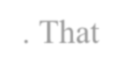 . That